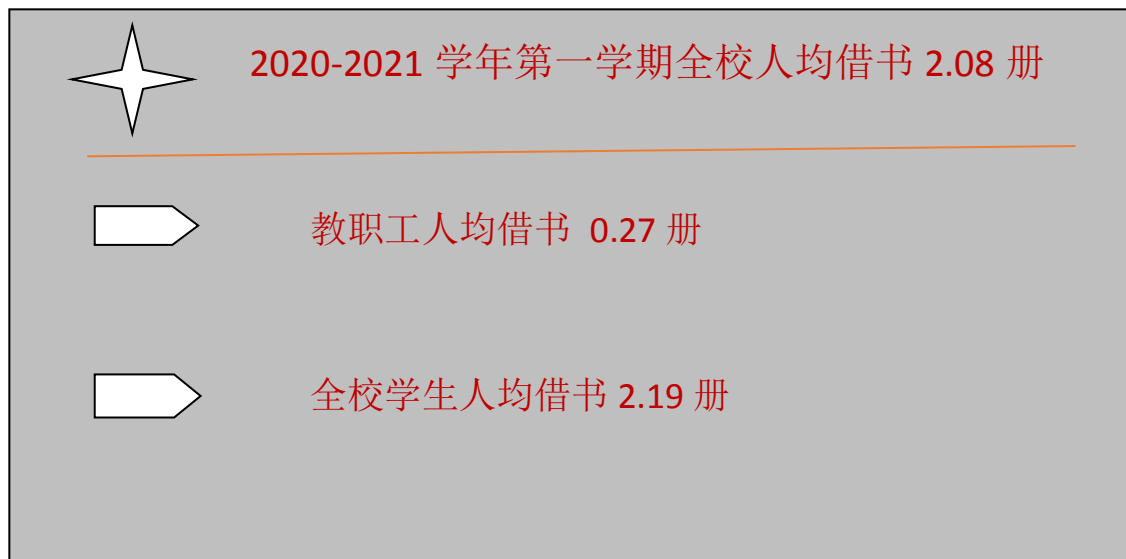 2020-2021 学年第一学期全校人均借书 2.08 册
教职工人均借书 0.27 册
全校学生人均借书 2.19 册